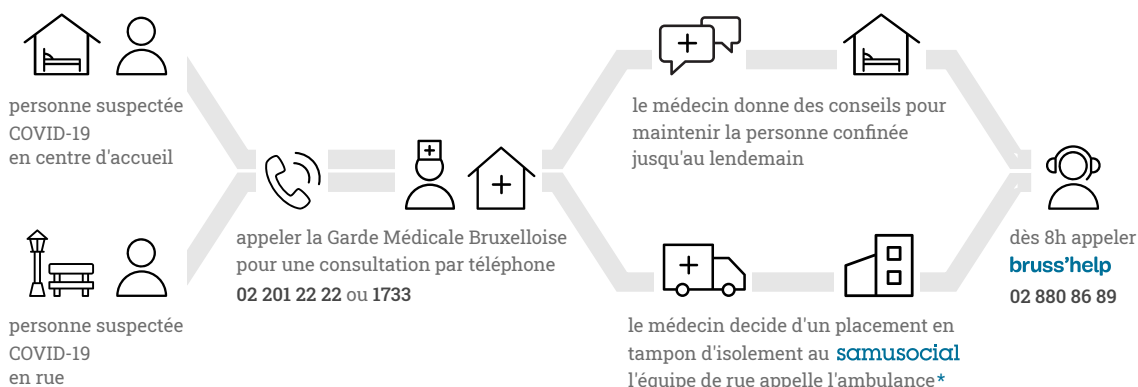 personne suspectée
COVID-19
en centre d'accueil
personne suspectée
COVID-19
en rue
appeler la Garde Médicale Bruxelloise
pour une consultation par téléphone
02 201 22 22 ou 1733
le médecin donne des conseils pour
maintenir la personne confinée
jusqu'au lendemain
le médecin decide d'un placement en
tampon d'isolement au samusocial
l'équipe de rue appelle l'ambulance*
dès 8h appeler
bruss'help
02 880 86 89